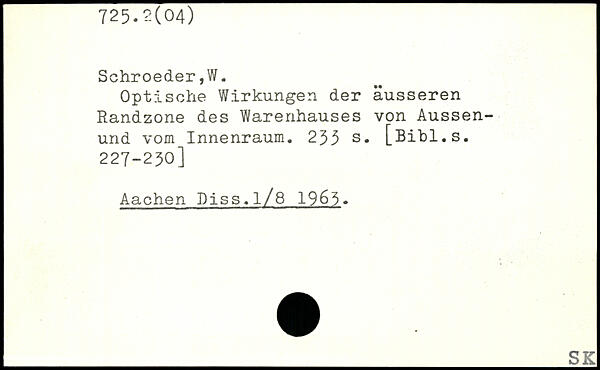 725.2(04)
Schroeder,W.
Optische Wirkungen der äusseren
Randzone des Warenhauses von Aussen-
und vom Innenraum. 233 s. [Bibl.s.
227-230]
Aachen Diss.1/8 1963.
SK